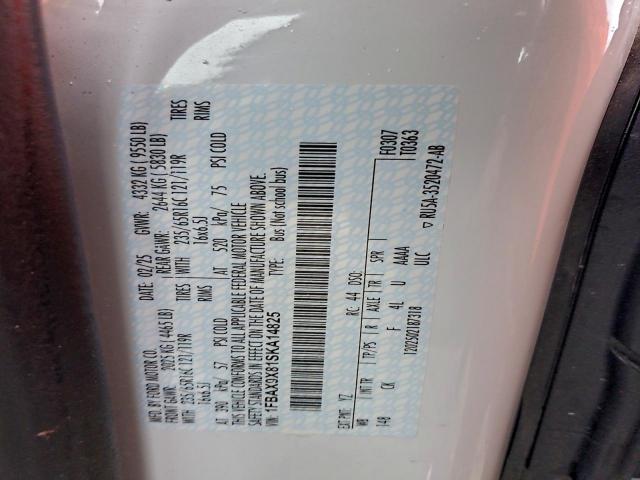 MFD. BY FORD MOTOR CO. DATE: 02/25 GVWR: 4332 KG ( 9550 LB)
FRONT GAWR: 2025 KG ( 4465 LB) REAR GAWR: 2644 KG ( 5830 LB)
WITH 235/65R16C 121/119R TIRES WITH 235/65R16C 121/119R TIRES
16x6.5J RIMS 16x6.5J RIMS
AT 390 kPa/ 57 PSI COLD AT 520 kPa/ 75 PSI COLD
THIS VEHICLE CONFORMS TO ALL APPLICABLE FEDERAL MOTOR VEHICLE
SAFETY STANDARDS IN EFFECT ON THE DATE OF MANUFACTURE SHOWN ABOVE.
VIN: 1FBAX9X81SKA14825 TYPE: Bus (Not school bus)
F0307
T0363
EXT PNT: YZ RC: 44 DSO:
WB INT TR TP/PS R AXLE TR SPR
148 CK F 4L U AAAA
12025021B7318 ULC ▽ RU5A-3520472-AB